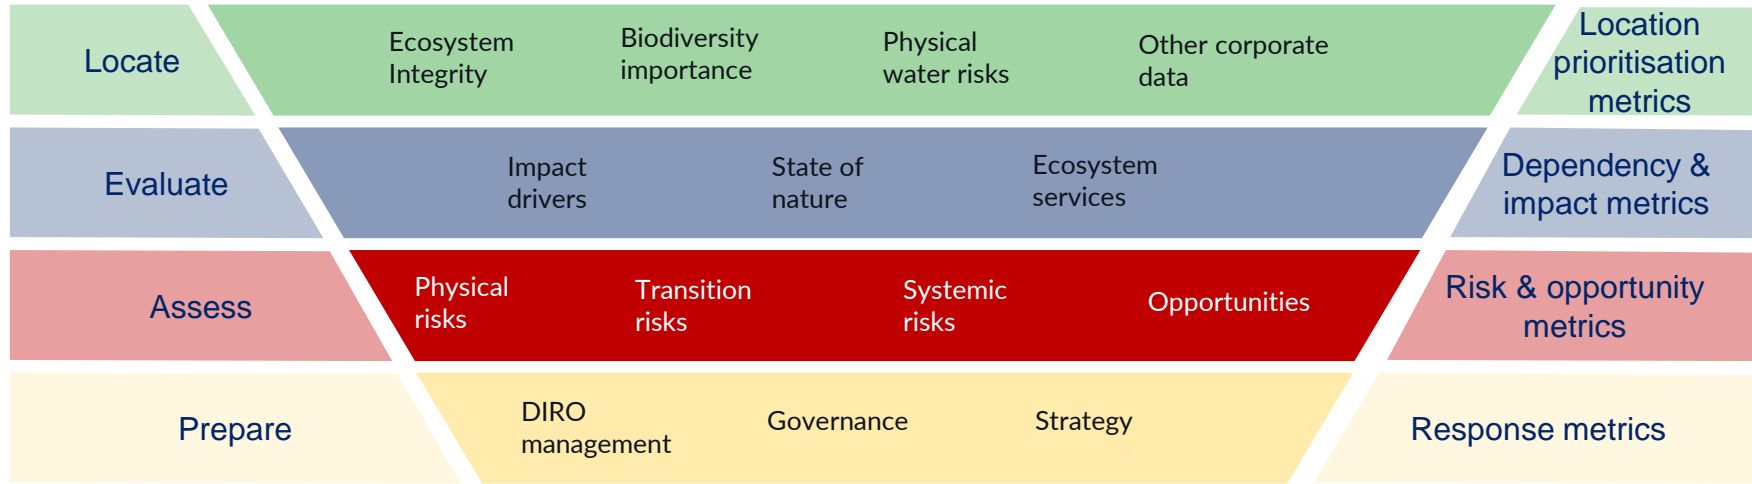 Locate
Ecosystem
Integrity
Biodiversity
importance
Physical
water risks
Other corporate
data
Location
prioritisation
metrics
Evaluate
Impact
drivers
State of
nature
Ecosystem
services
Dependency &
impact metrics
Assess
Physical
risks
Transition
risks
Systemic
risks
Opportunities
Risk & opportunity
metrics
Prepare
DIRO
management
Governance
Strategy
Response metrics